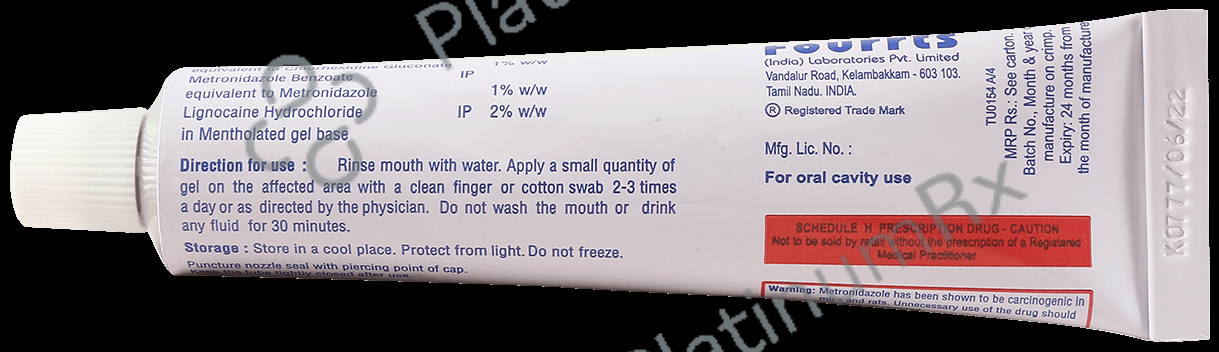 equivalent to Chlorhexidine Gluconate 1% w/w
Metronidazole Benzoate IP
equivalent to Metronidazole 1% w/w
Lignocaine Hydrochloride IP 2% w/w
in Mentholated gel base
Direction for use : Rinse mouth with water. Apply a small quantity of
gel on the affected area with a clean finger or cotton swab 2-3 times
a day or as directed by the physician. Do not wash the mouth or drink
any fluid for 30 minutes.
Storage : Store in a cool place. Protect from light. Do not freeze.
Puncture nozzle seal with piercing point of cap.
Keep the tube tightly closed after use.
Fourrts
(India) Laboratories Pvt. Limited
Vandalur Road, Kelambakkam - 603 103.
Tamil Nadu. INDIA.
® Registered Trade Mark
Mfg. Lic. No. :
For oral cavity use
SCHEDULE H PRESCRIPTION DRUG - CAUTION
Not to be sold by retail without the prescription of a Registered
Medical Practitioner.
Warning: Metronidazole has been shown to be carcinogenic in
mice and rats. Unnecessary use of the drug should
TU0154 A/4
MRP Rs.: See carton.
Batch No., Month & year
manufacture on crimp.
Expiry: 24 months from
the month of manufacture
K0777/06/22
PlatinumRx